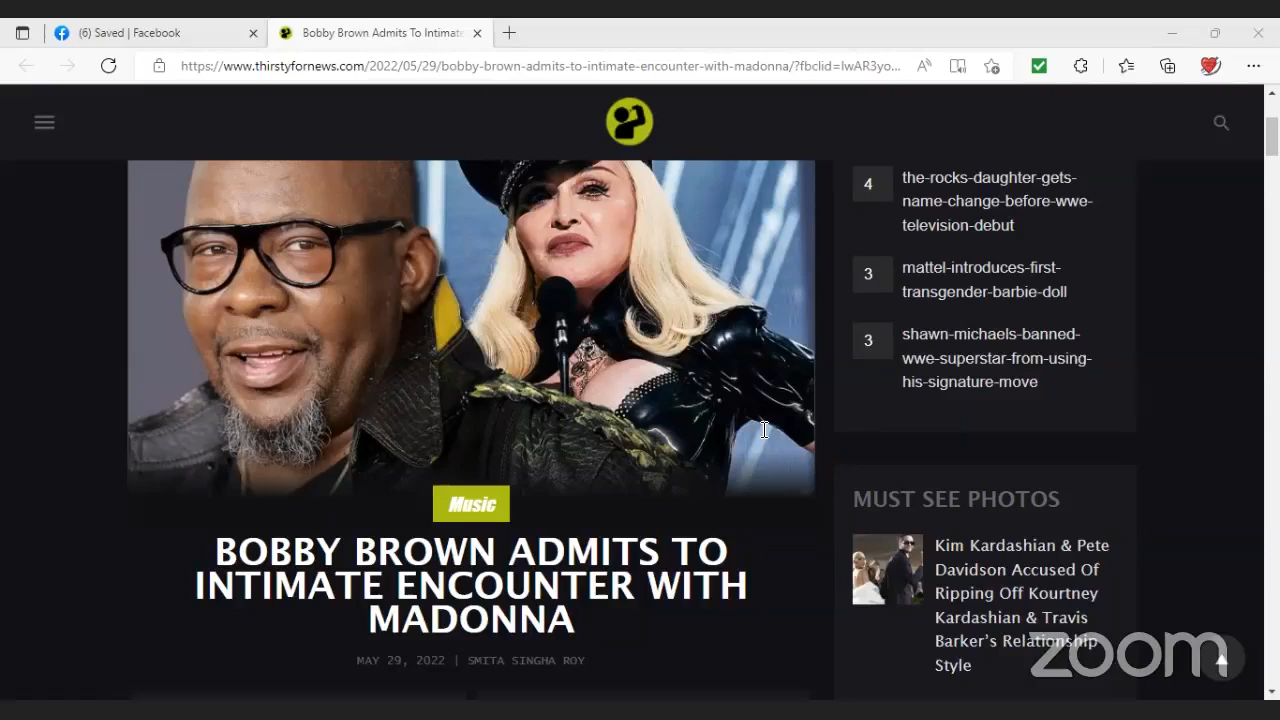 (6) Saved | Facebook
Bobby Brown Admits To Intimate
https://www.thirstyfornews.com/2022/05/29/bobby-brown-admits-to-intimate-encounter-with-madonna/?fbclid=IwAR3yo...
4
the-rocks-daughter-gets-
name-change-before-wwe-
television-debut
3
mattel-introduces-first-
transgender-barbie-doll
3
shawn-michaels-banned-
wwe-superstar-from-using-
his-signature-move
Music
BOBBY BROWN ADMITS TO
INTIMATE ENCOUNTER WITH
MADONNA
MAY 29, 2022 | SMITA SINGHA ROY
MUST SEE PHOTOS
Kim Kardashian & Pete
Davidson Accused Of
Ripping Off Kourtney
Kardashian & Travis
Barker's Relationship
Style
zoom